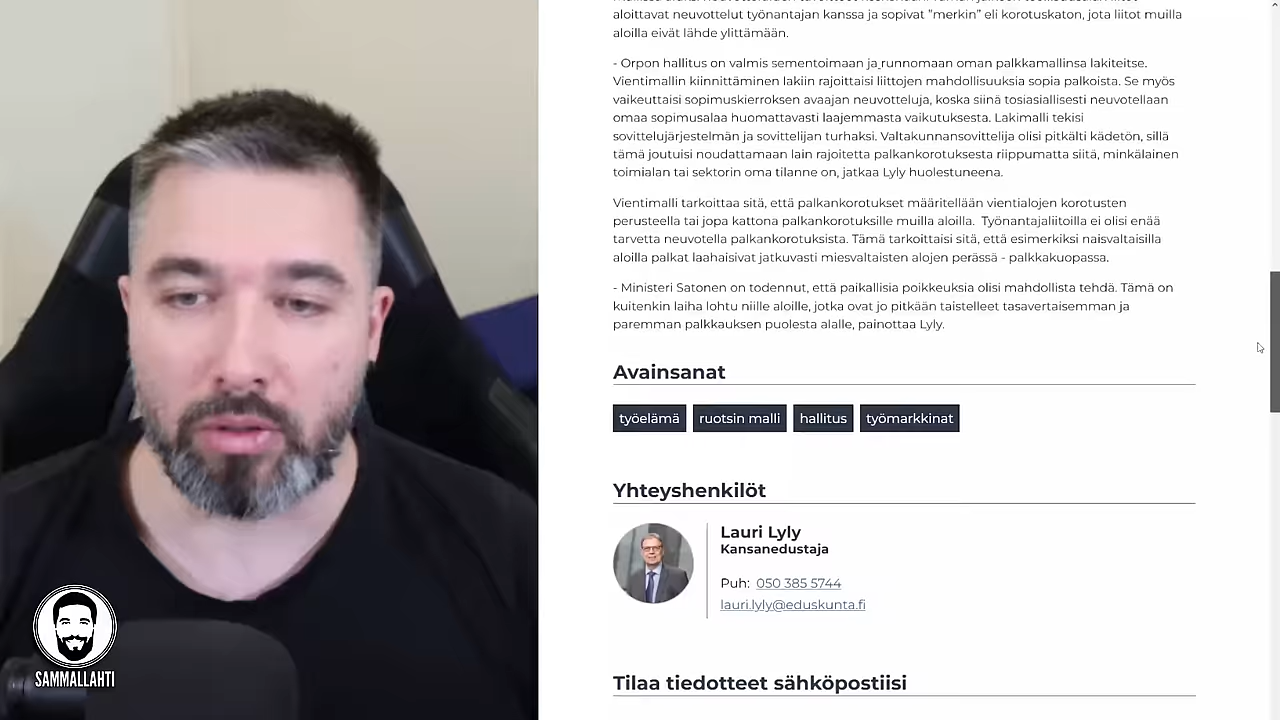 aloittavat neuvottelut työnantajan kanssa ja sopivat ”merkin” eli korotuskaton, jota liitot muilla
aloilla eivät lähde ylittämään.
- Orpon hallitus on valmis sementoimaan ja runnomaan oman palkkamallinsa lakiteitse.
Vientimallin kiinnittäminen lakiin rajoittaisi liittojen mahdollisuuksia sopia palkoista. Se myös
vaikeuttaisi sopimuskierroksen avaajan neuvotteluja, koska siinä tosiasiallisesti neuvotellaan
omaa sopimusalaa huomattavasti laajemmasta vaikutuksesta. Lakimalli tekisi
sovittelujärjestelmän ja sovittelijan turhaksi. Valtakunnansovittelija olisi pitkälti kädetön, sillä
tämä joutuisi noudattamaan lain rajoitetta palkankorotuksesta riippumatta siitä, minkälainen
toimialan tai sektorin oma tilanne on, jatkaa Lyly huolestuneena.
Vientimalli tarkoittaa sitä, että palkankorotukset määritellään vientialojen korotusten
perusteella tai jopa kattona palkankorotuksille muilla aloilla. Työnantajaliitoilla ei olisi enää
tarvetta neuvotella palkankorotuksista. Tämä tarkoittaisi sitä, että esimerkiksi naisvaltaisilla
aloilla palkat laahaisivat jatkuvasti miesvaltaisten alojen perässä - palkkakuopassa.
- Ministeri Satonen on todennut, että paikallisia poikkeuksia olisi mahdollista tehdä. Tämä on
kuitenkin laiha lohtu niille aloille, jotka ovat jo pitkään taistelleet tasavertaisemman ja
paremman palkkauksen puolesta alalle, painottaa Lyly.
Avainsanat
työelämä ruotsin malli hallitus työmarkkinat
Yhteyshenkilöt
Lauri Lyly
Kansanedustaja
Puh: 050 385 5744
lauri.lyly@eduskunta.fi
Tilaa tiedotteet sähköpostiisi
SAMMALLAHTI